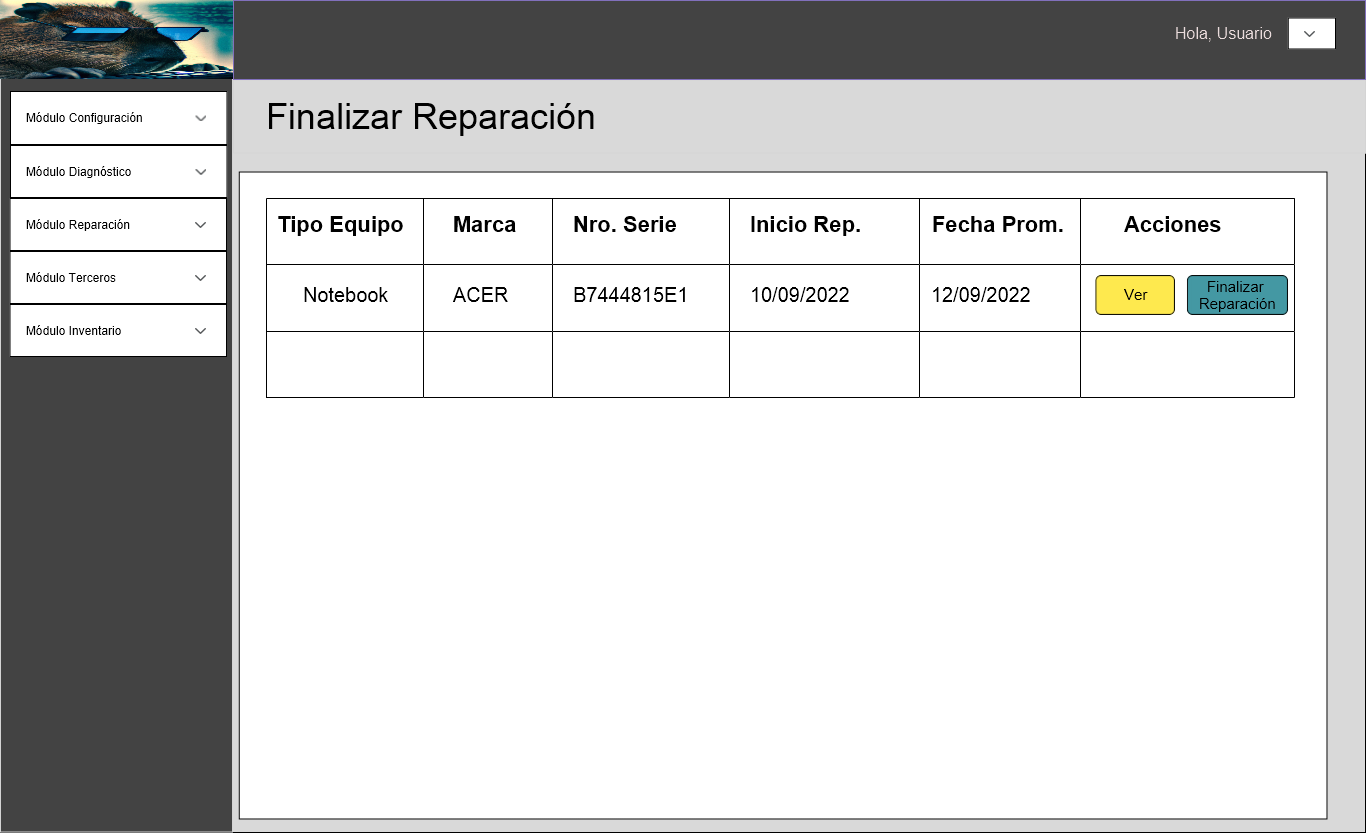 Hola, Usuario
Finalizar Reparación
Módulo Configuración
Módulo Diagnóstico
Módulo Reparación
Módulo Terceros
Módulo Inventario
Tipo Equipo Marca Nro. Serie Inicio Rep. Fecha Prom. Acciones
Notebook ACER B7444815E1 10/09/2022 12/09/2022 Ver Finalizar
Reparación